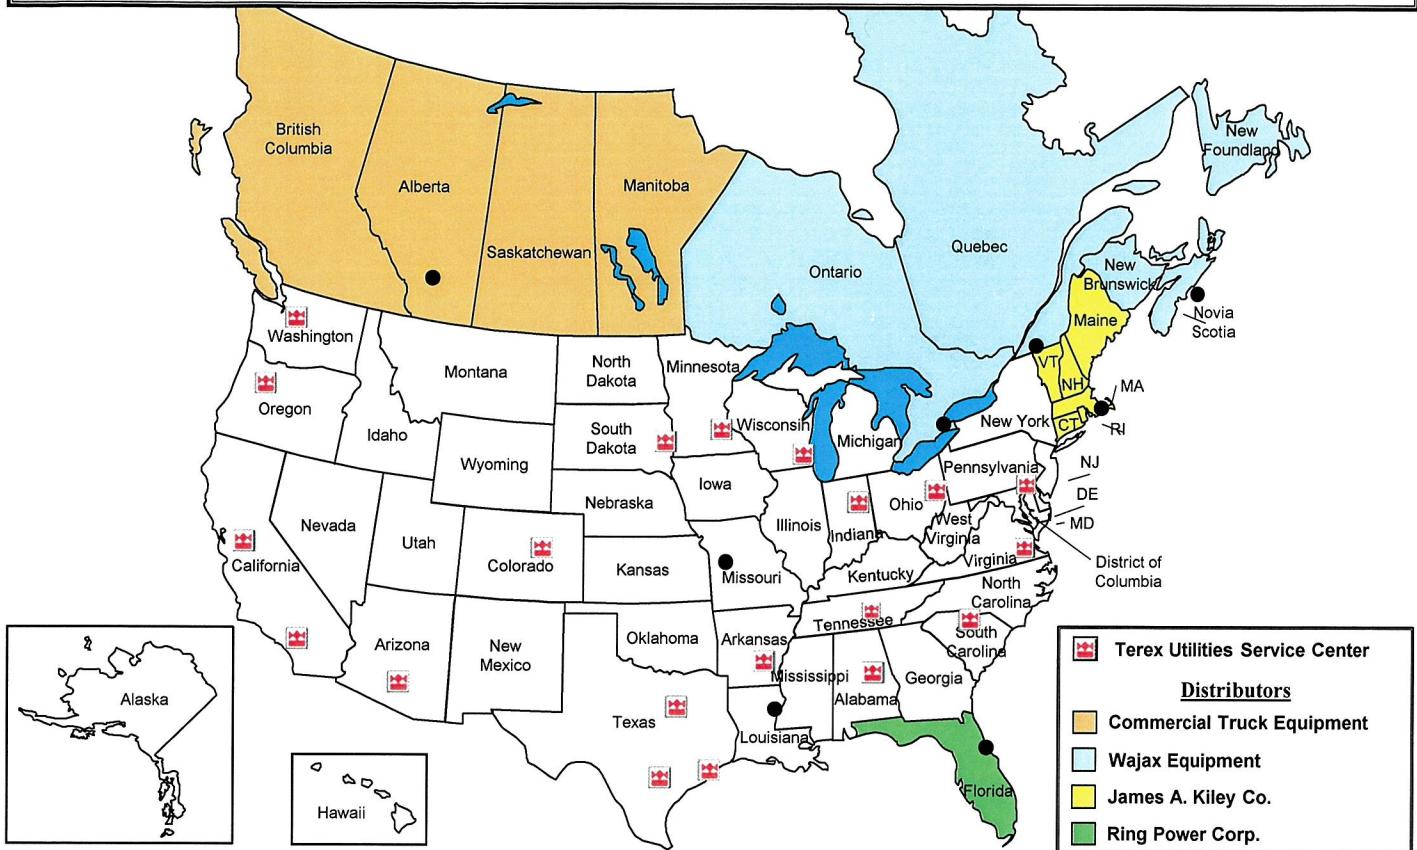 British
Columbia
Alberta
Saskatchewan
Manitoba
Ontario
Quebec
New
Foundland
New
Brunswick
Novia
Scotia
Maine
VT
NH
MA
CT
RI
Washington
Oregon
Montana
Idaho
Wyoming
North
Dakota
South
Dakota
Minnesota
Wisconsin
Michigan
New York
Pennsylvania
NJ
DE
MD
District of
Columbia
Nebraska
Iowa
Illinois
Indiana
Ohio
West
Virginia
Virginia
Nevada
Utah
Colorado
Kansas
Missouri
Kentucky
California
Arizona
New
Mexico
Oklahoma
Arkansas
Tennessee
North
Carolina
South
Carolina
Texas
Louisiana
Mississippi
Alabama
Georgia
Florida
Alaska
Hawaii
Terex Utilities Service Center
Distributors
Commercial Truck Equipment
Wajax Equipment
James A. Kiley Co.
Ring Power Corp.